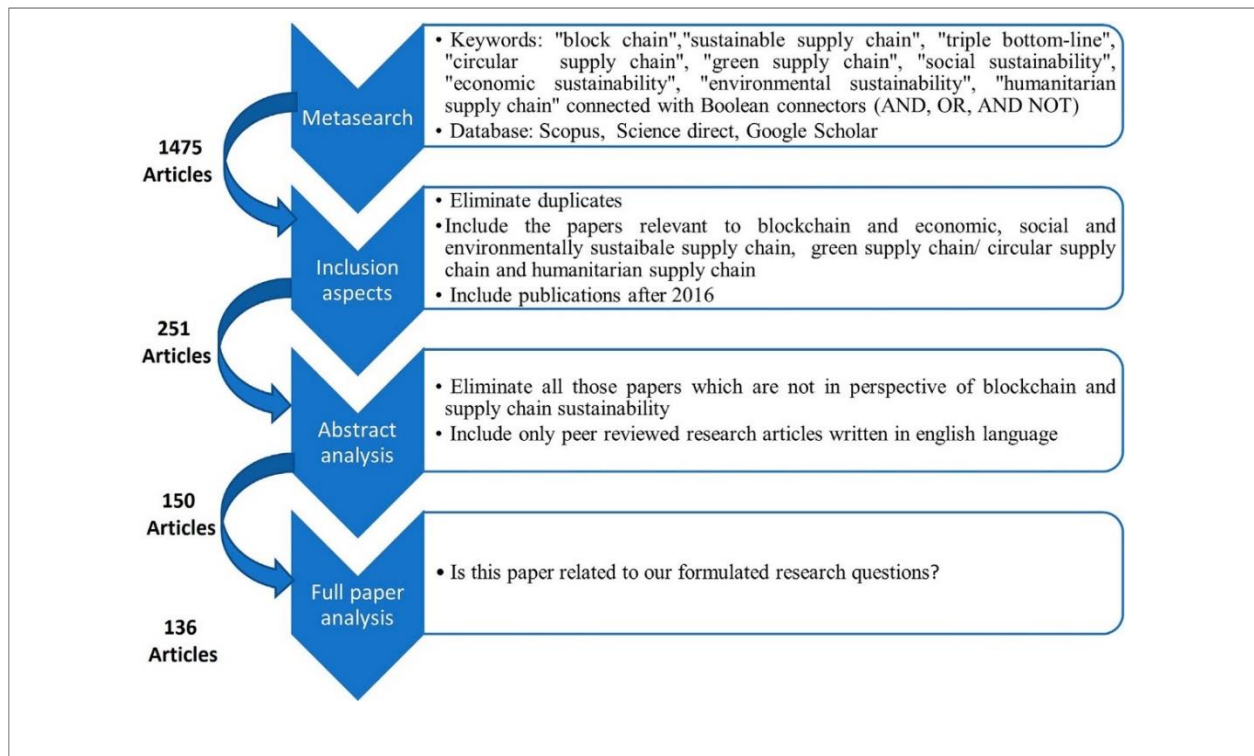 Metasearch
• Keywords: "block chain","sustainable supply chain", "triple bottom-line",
"circular supply chain", "green supply chain", "social sustainability",
"economic sustainability", "environmental sustainability", "humanitarian
supply chain" connected with Boolean connectors (AND, OR, AND NOT)
• Database: Scopus, Science direct, Google Scholar
1475
Articles
Inclusion
aspects
• Eliminate duplicates
•Include the papers relevant to blockchain and economic, social and
environmentally sustaibale supply chain, green supply chain/ circular supply
chain and humanitarian supply chain
• Include publications after 2016
251
Articles
Abstract
analysis
• Eliminate all those papers which are not in perspective of blockchain and
supply chain sustainability
• Include only peer reviewed research articles written in english language
150
Articles
Full paper
analysis
• Is this paper related to our formulated research questions?
136
Articles